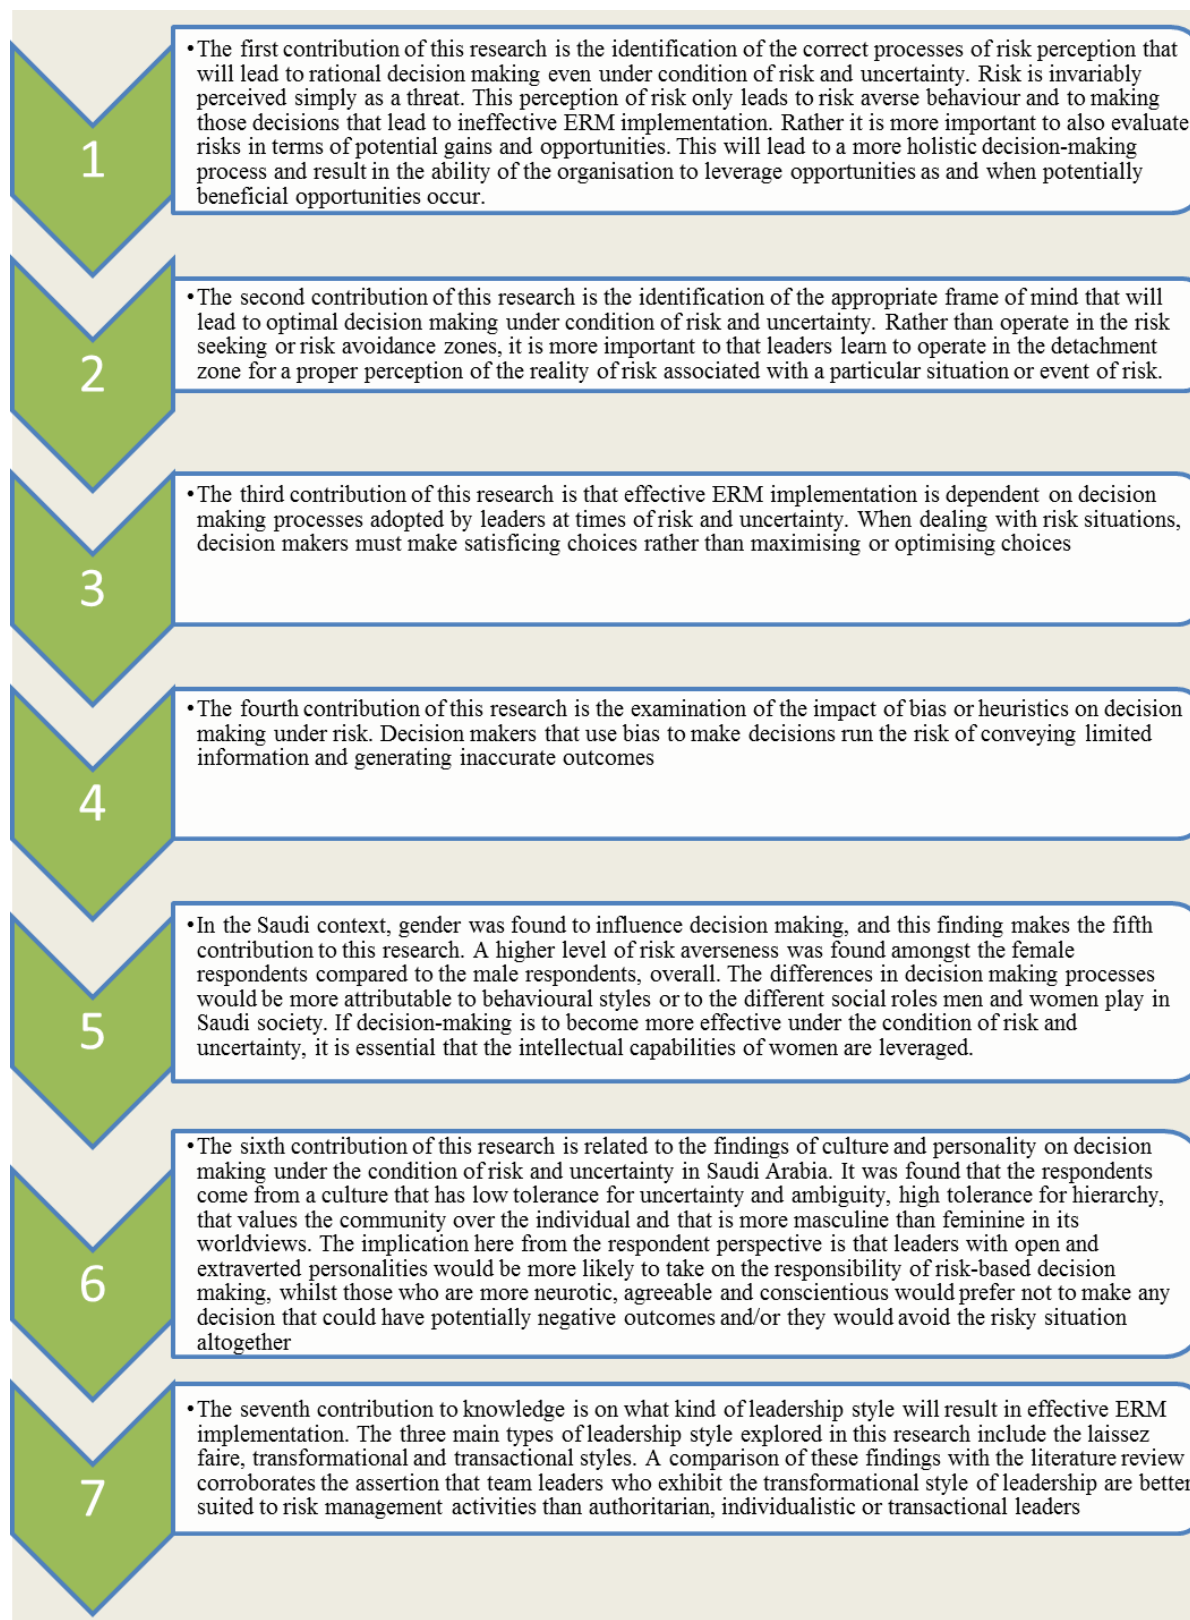 1
•The first contribution of this research is the identification of the correct processes of risk perception that
will lead to rational decision making even under condition of risk and uncertainty. Risk is invariably
perceived simply as a threat. This perception of risk only leads to risk averse behaviour and to making
those decisions that lead to ineffective ERM implementation. Rather it is more important to also evaluate
risks in terms of potential gains and opportunities. This will lead to a more holistic decision-making
process and result in the ability of the organisation to leverage opportunities as and when potentially
beneficial opportunities occur.
2
•The second contribution of this research is the identification of the appropriate frame of mind that will
lead to optimal decision making under condition of risk and uncertainty. Rather than operate in the risk
seeking or risk avoidance zones, it is more important to that leaders learn to operate in the detachment
zone for a proper perception of the reality of risk associated with a particular situation or event of risk.
3
•The third contribution of this research is that effective ERM implementation is dependent on decision
making processes adopted by leaders at times of risk and uncertainty. When dealing with risk situations,
decision makers must make satisficing choices rather than maximising or optimising choices
4
•The fourth contribution of this research is the examination of the impact of bias or heuristics on decision
making under risk. Decision makers that use bias to make decisions run the risk of conveying limited
information and generating inaccurate outcomes
5
•In the Saudi context, gender was found to influence decision making, and this finding makes the fifth
contribution to this research. A higher level of risk averseness was found amongst the female
respondents compared to the male respondents, overall. The differences in decision making processes
would be more attributable to behavioural styles or to the different social roles men and women play in
Saudi society. If decision-making is to become more effective under the condition of risk and
uncertainty, it is essential that the intellectual capabilities of women are leveraged.
6
•The sixth contribution of this research is related to the findings of culture and personality on decision
making under the condition of risk and uncertainty in Saudi Arabia. It was found that the respondents
come from a culture that has low tolerance for uncertainty and ambiguity, high tolerance for hierarchy,
that values the community over the individual and that is more masculine than feminine in its
worldviews. The implication here from the respondent perspective is that leaders with open and
extraverted personalities would be more likely to take on the responsibility of risk-based decision
making, whilst those who are more neurotic, agreeable and conscientious would prefer not to make any
decision that could have potentially negative outcomes and/or they would avoid the risky situation
altogether
7
•The seventh contribution to knowledge is on what kind of leadership style will result in effective ERM
implementation. The three main types of leadership style explored in this research include the laissez
faire, transformational and transactional styles. A comparison of these findings with the literature review
corroborates the assertion that team leaders who exhibit the transformational style of leadership are better
suited to risk management activities than authoritarian, individualistic or transactional leaders